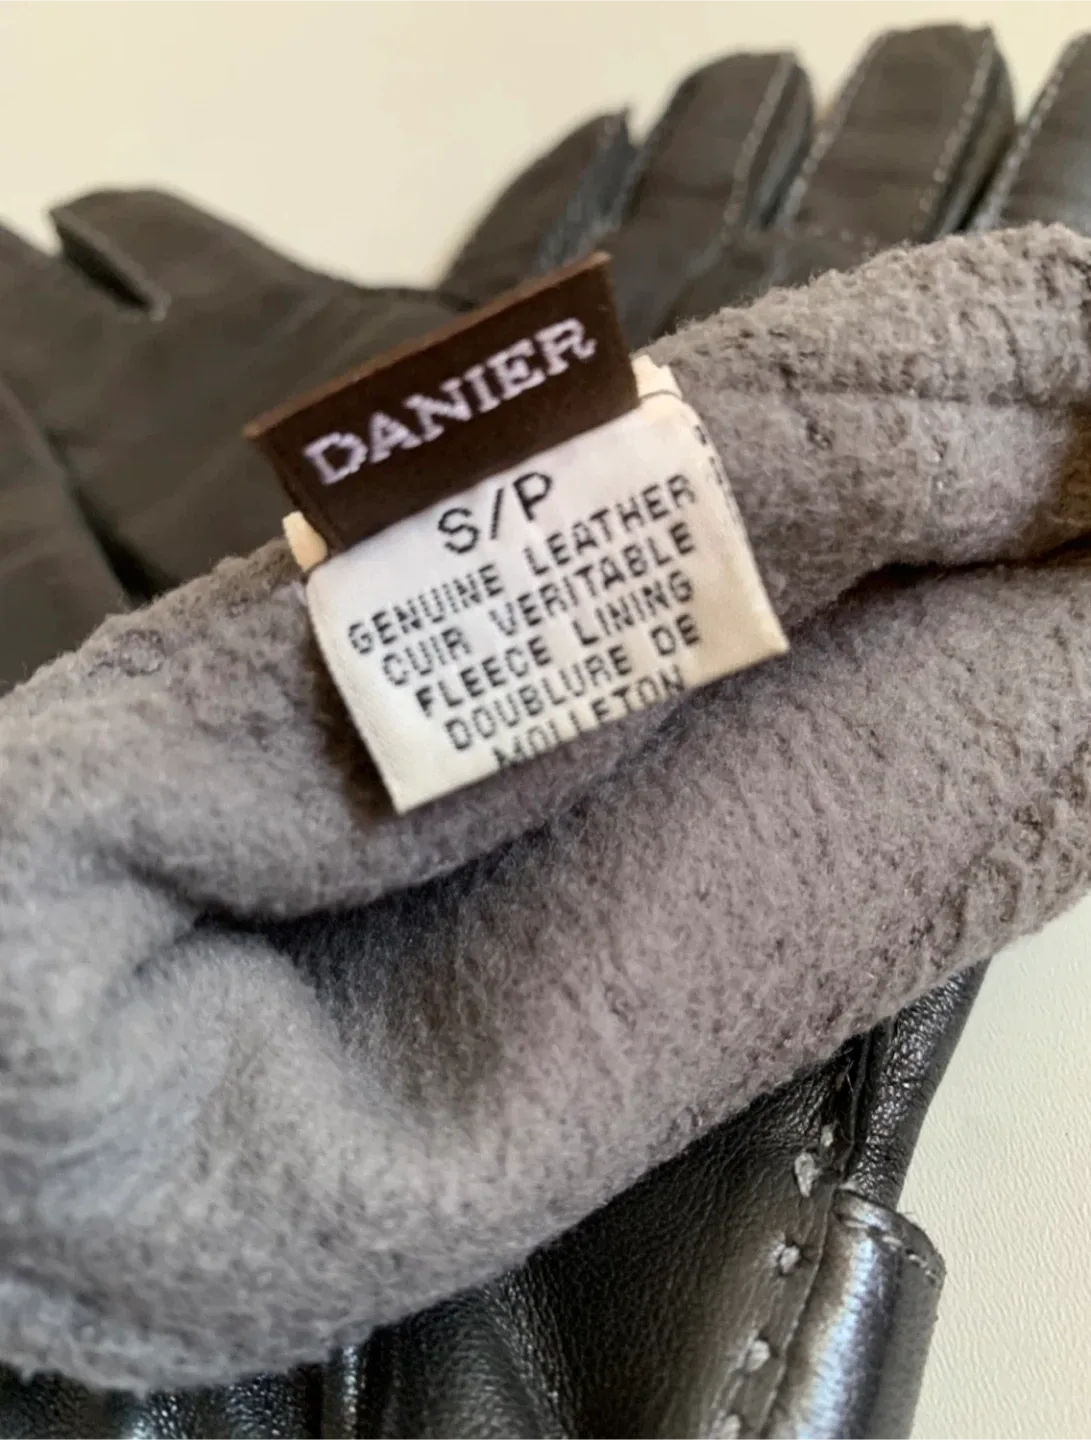 DANIER
S/P
GENUINE LEATHER
CUIR VERITABLE
FLEECE LINING
DOUBLURE DE
MOLLETON